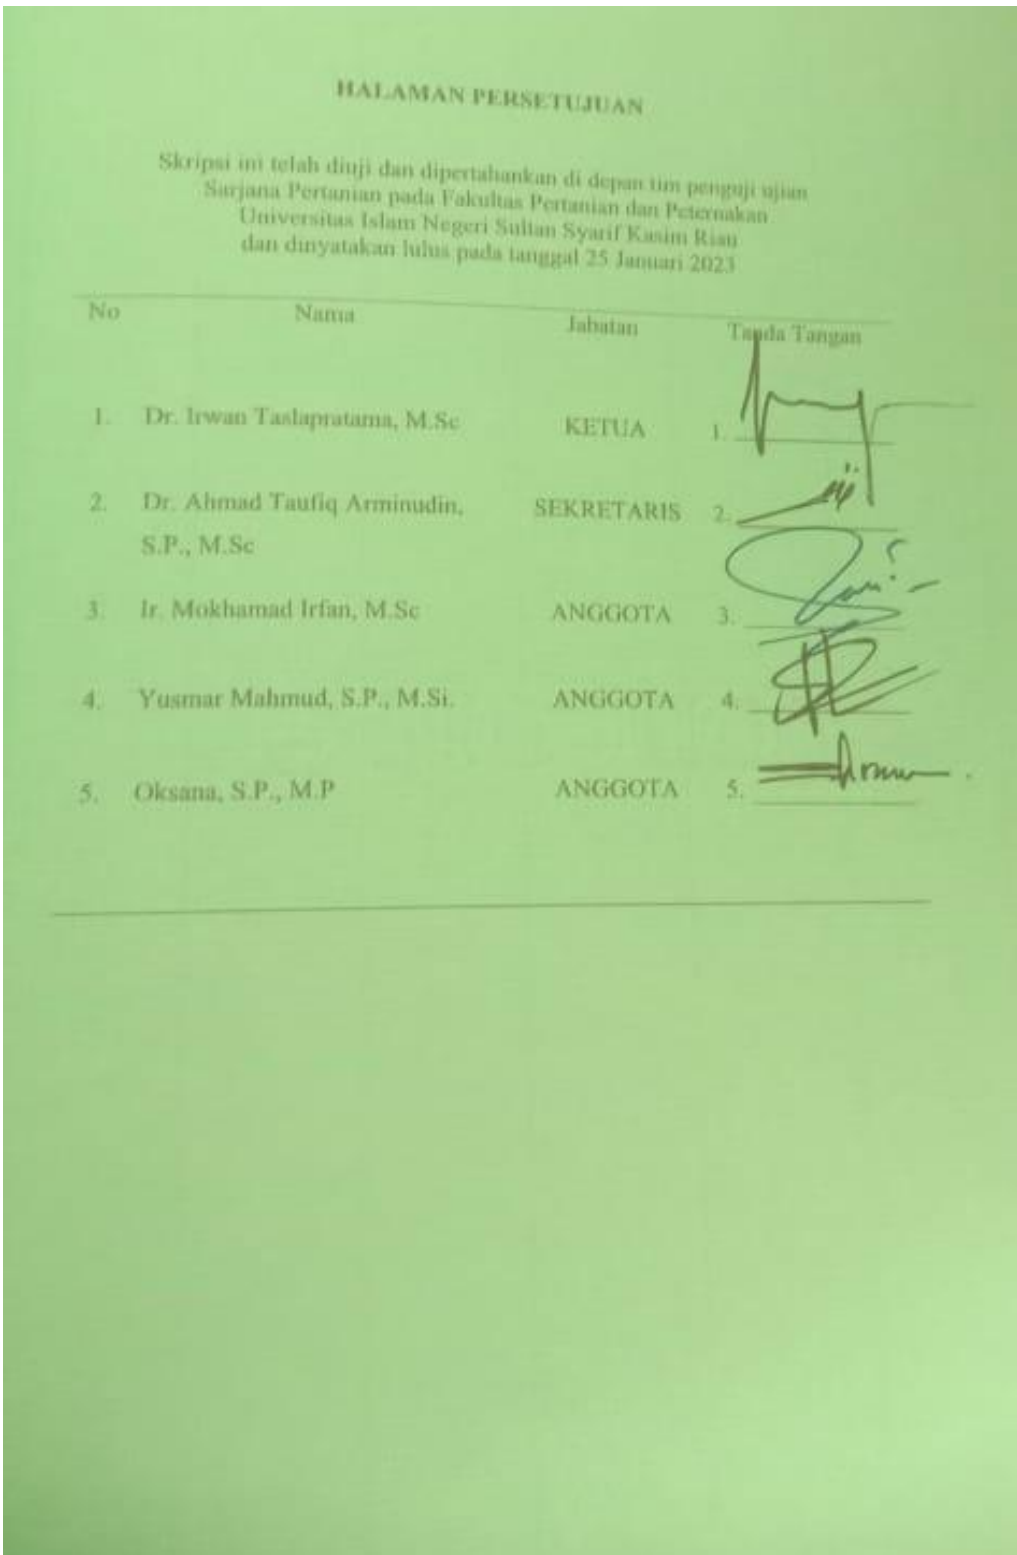 HALAMAN PERSETUJUAN
Skripsi ini telah diuji dan dipertahankan di depan tim penguji ujian
Sarjana Pertanian pada Fakultas Pertanian dan Peternakan
Universitas Islam Negeri Sultan Syarif Kasim Riau
dan dinyatakan lulus pada tanggal 25 Januari 2023
No Nama Jabatan Tanda Tangan
1. Dr. Irwan Taslapratama, M.Sc KETUA 1.
2. Dr. Ahmad Taufiq Arminudin, SEKRETARIS 2.
S.P., M.Sc
3. Ir. Mokhamad Irfan, M.Sc ANGGOTA 3.
4. Yusmar Mahmud, S.P., M.Si. ANGGOTA 4.
5. Oksana, S.P., M.P ANGGOTA 5.